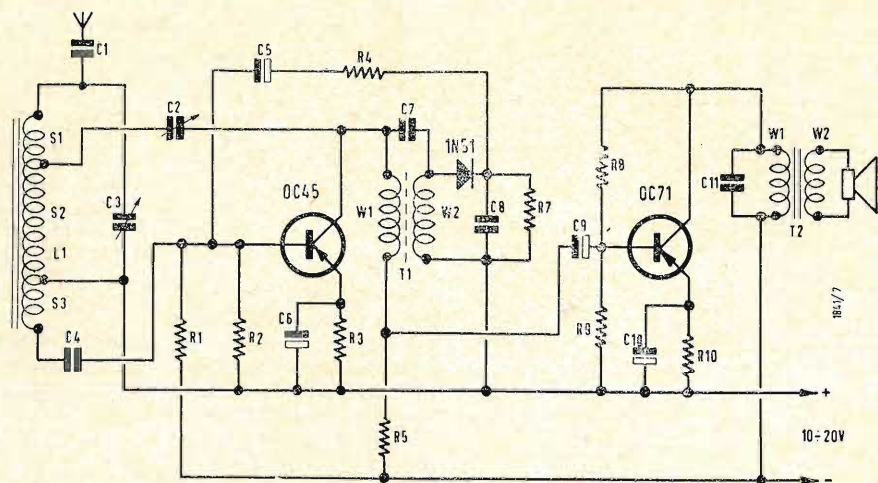 C1
C5
R4
C2
C7
1N51
W1
W2
S1
R8
OC45
OC71
C11
S2
C3
W1
W2
C8
R7
C9
L1
T1
T2
S3
C4
R1
R2
C6
R3
R9
C10
R10
1841/7
+
R5
10÷20V
-